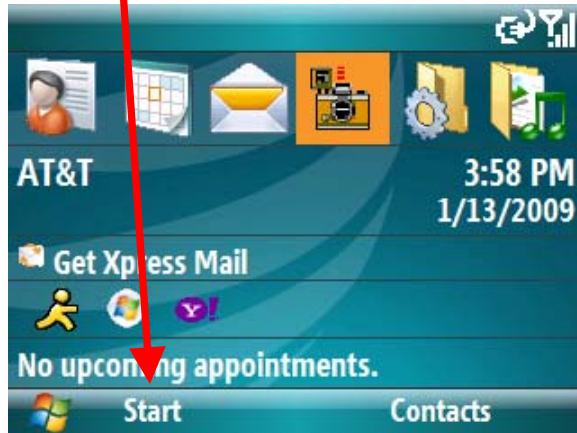 AT&T
3:58 PM
1/13/2009
Get Xpress Mail
Y!
No upcoming appointments.
Start
Contacts